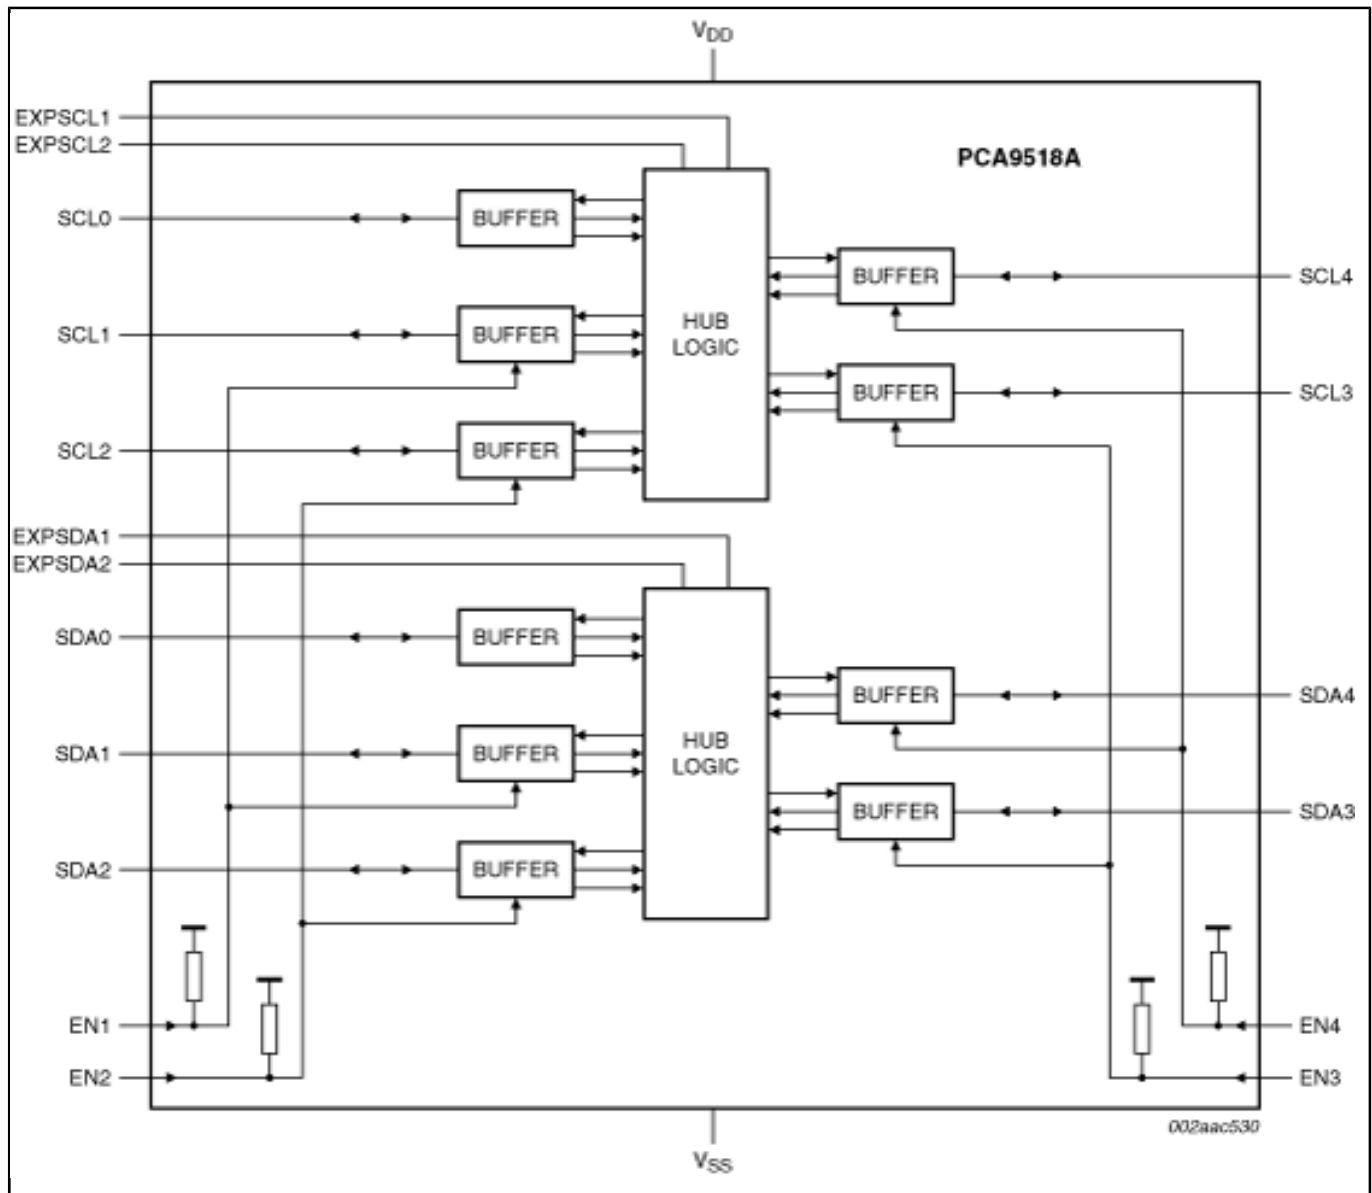 VDD
EXPSCL1
EXPSCL2
PCA9518A
SCL0
BUFFER
BUFFER
SCL4
SCL1
BUFFER
HUB
LOGIC
BUFFER
SCL3
SCL2
BUFFER
EXPSDA1
EXPSDA2
SDA0
BUFFER
BUFFER
SDA4
SDA1
BUFFER
HUB
LOGIC
BUFFER
SDA3
SDA2
BUFFER
EN1
EN4
EN2
EN3
002aac530
VSS